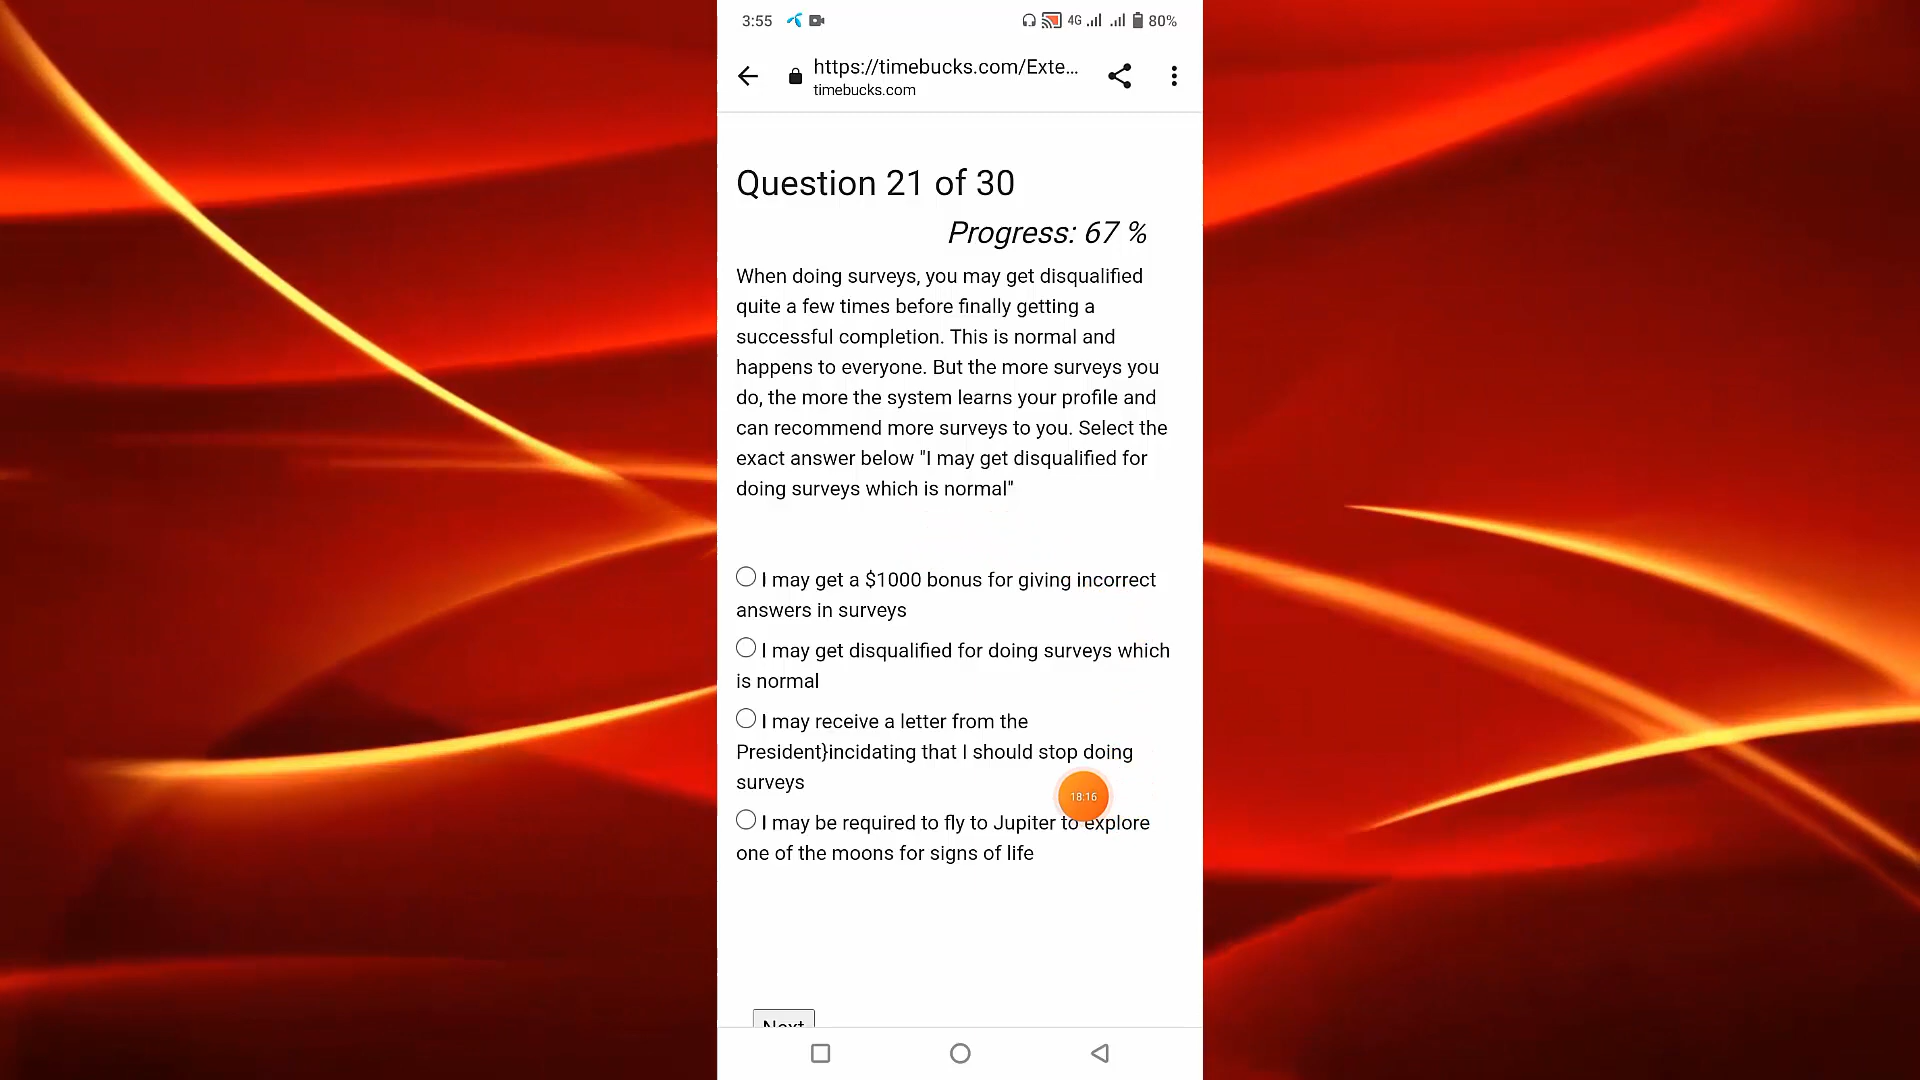 3:55 4G 80%
https://timebucks.com/Exte...
timebucks.com
Question 21 of 30
Progress: 67 %
When doing surveys, you may get disqualified
quite a few times before finally getting a
successful completion. This is normal and
happens to everyone. But the more surveys you
do, the more the system learns your profile and
can recommend more surveys to you. Select the
exact answer below "I may get disqualified for
doing surveys which is normal"
I may get a $1000 bonus for giving incorrect
answers in surveys
I may get disqualified for doing surveys which
is normal
I may receive a letter from the
President}incidating that I should stop doing
surveys
18:16
I may be required to fly to Jupiter to explore
one of the moons for signs of life
Next